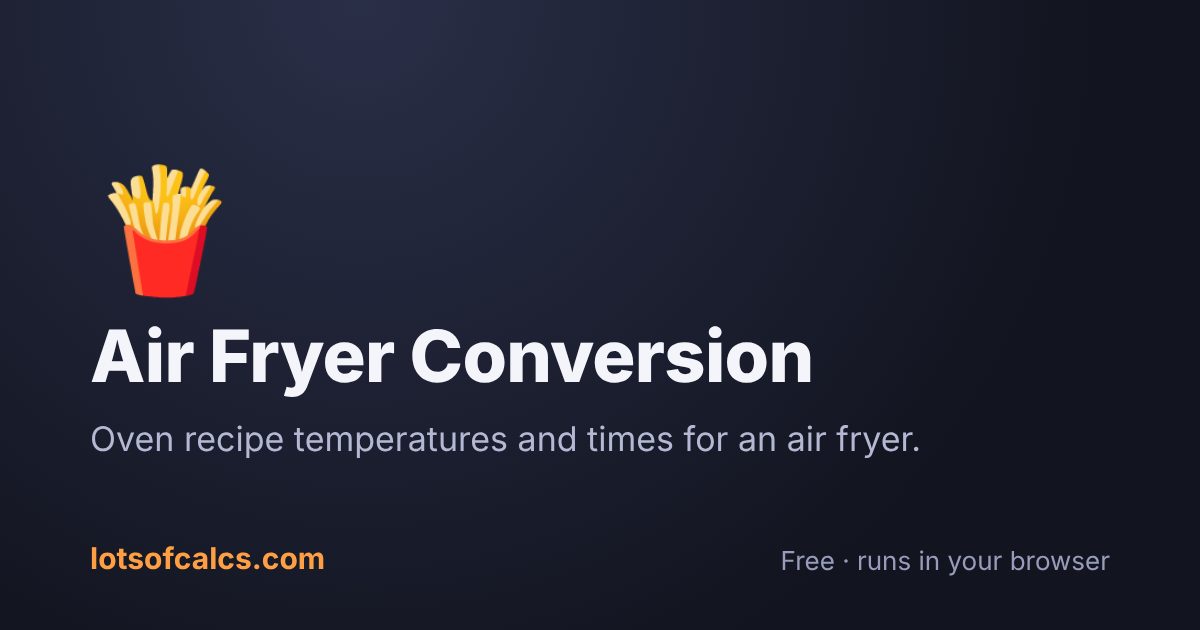 Air Fryer Conversion
Oven recipe temperatures and times for an air fryer.
lotsofcalcs.com
Free · runs in your browser